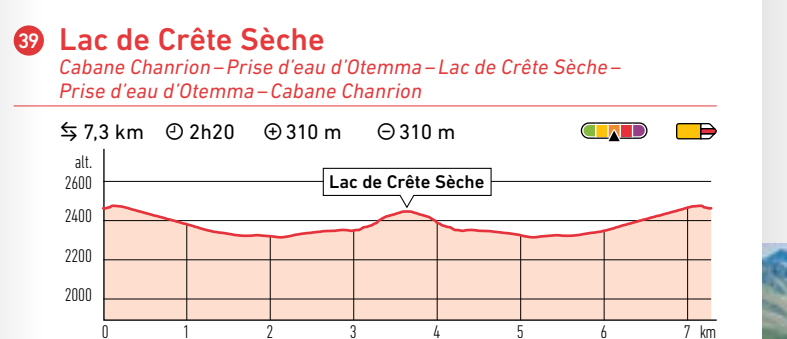 39 Lac de Crête Sèche
Cabane Chanrion – Prise d'eau d'Otemma – Lac de Crête Sèche –
Prise d'eau d'Otemma – Cabane Chanrion
7,3 km 2h20 310 m 310 m
alt.
2600
Lac de Crête Sèche
2400
2200
2000
0 1 2 3 4 5 6 7 km